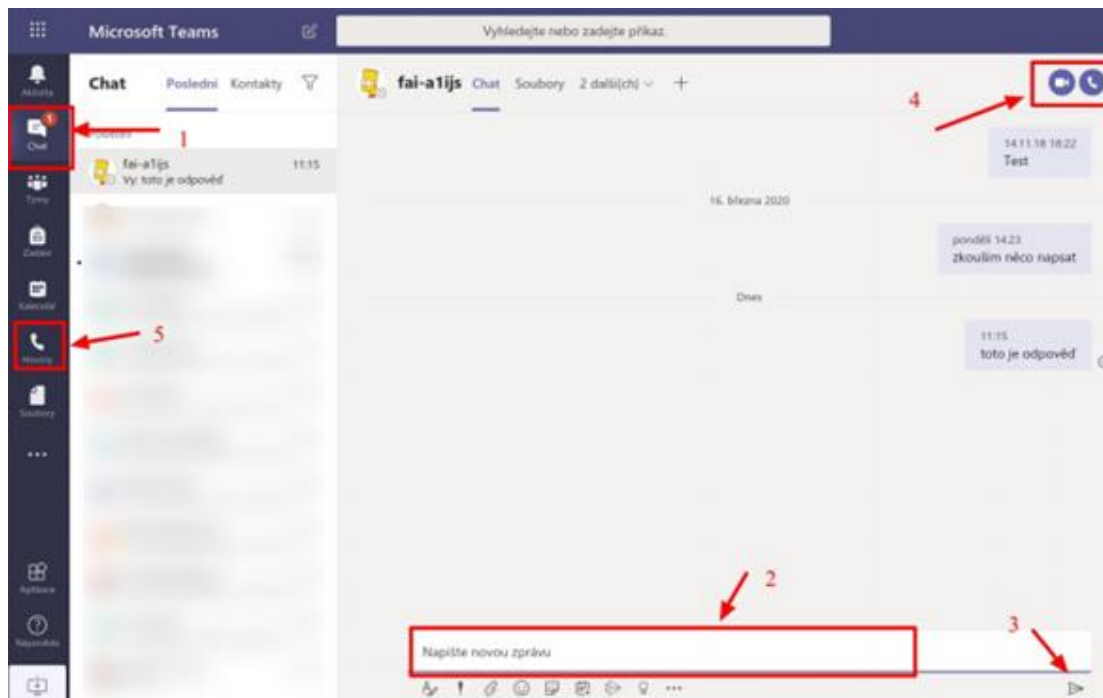 Microsoft Teams
Vyhledejte nebo zadejte příkaz.
Aktivita
Chat
Týmy
Zadání
Kalendář
Hovory
Soubory
Aplikace
Nápověda
Chat Poslední Kontakty
1
fai-a1ijs 11:15
Vy: toto je odpověď
5
fai-a1ijs Chat Soubory 2 další(ch) +
4
14.11.18 18:22
Test
16. března 2020
pondělí 14:23
zkouším něco napsat
Dnes
11:15
toto je odpověď
2
Napište novou zprávu
3